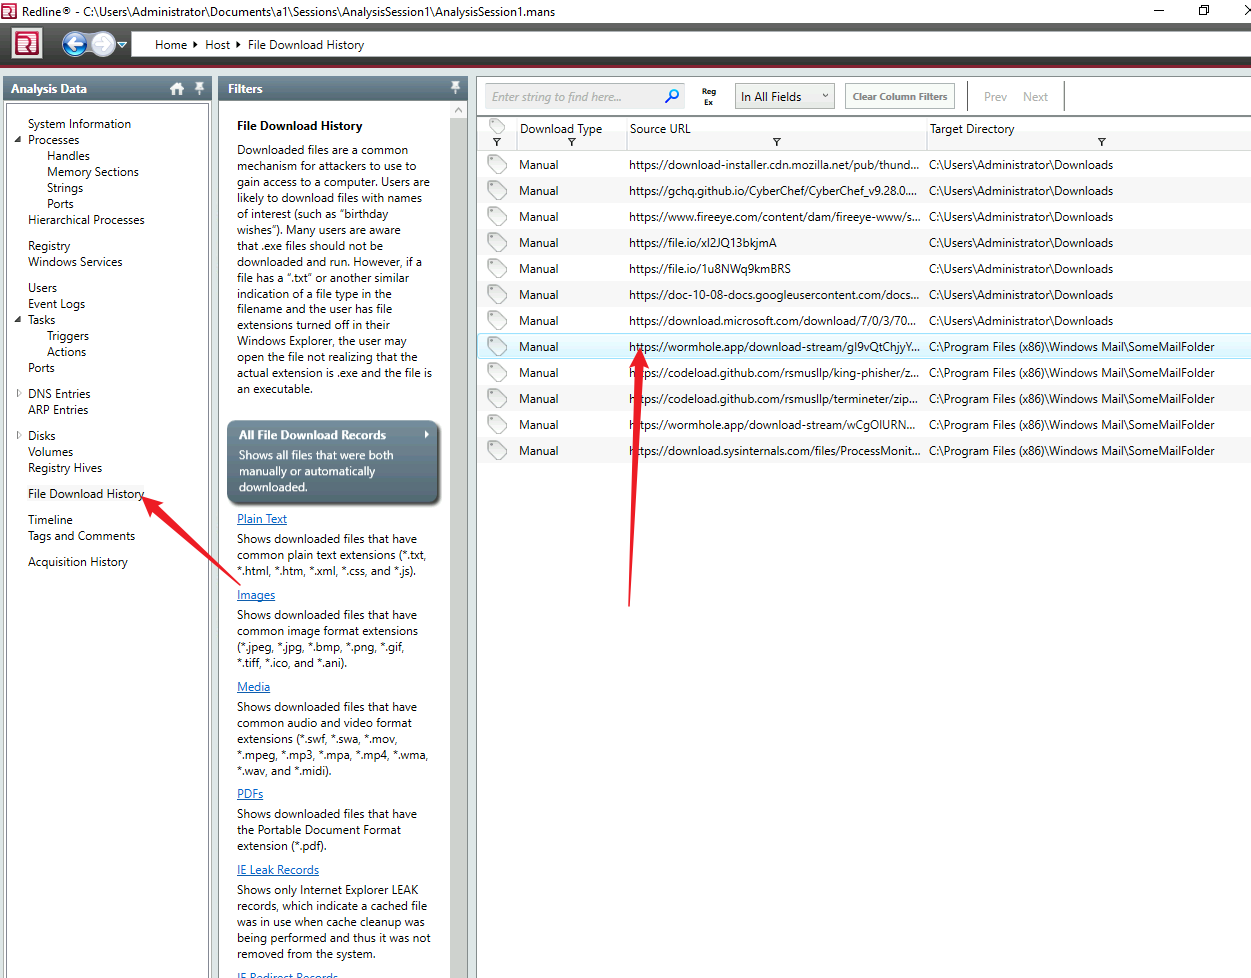 Redline® - C:\Users\Administrator\Documents\a1\Sessions\AnalysisSession1\AnalysisSession1.mans
Home ▸ Host ▸ File Download History
Analysis Data
System Information
Processes
Handles
Memory Sections
Strings
Ports
Hierarchical Processes
Registry
Windows Services
Users
Event Logs
Tasks
Triggers
Actions
Ports
DNS Entries
ARP Entries
Disks
Volumes
Registry Hives
File Download History
Timeline
Tags and Comments
Acquisition History
Filters
File Download History
Downloaded files are a common
mechanism for attackers to use to
gain access to a computer. Users are
likely to download files with names
of interest (such as “birthday
wishes”). Many users are aware
that .exe files should not be
downloaded and run. However, if a
file has a “.txt” or another similar
indication of a file type in the
filename and the user has file
extensions turned off in their
Windows Explorer, the user may
open the file not realizing that the
actual extension is .exe and the file is
an executable.
All File Download Records
Shows all files that were both
manually or automatically
downloaded.
Plain Text
Shows downloaded files that have
common plain text extensions (*.txt,
*.html, *.htm, *.xml, *.css, and *.js).
Images
Shows downloaded files that have
common image format extensions
(*.jpeg, *.jpg, *.bmp, *.png, *.gif,
*.tiff, *.ico, and *.ani).
Media
Shows downloaded files that have
common audio and video format
extensions (*.swf, *.swa, *.mov,
*.mpeg, *.mp3, *.mpa, *.mp4, *.wma,
*.wav, and *.midi).
PDFs
Shows downloaded files that have
the Portable Document Format
extension (*.pdf).
IE Leak Records
Shows only Internet Explorer LEAK
records, which indicate a cached file
was in use when cache cleanup was
being performed and thus it was not
removed from the system.
IE Redirect Records
Enter string to find here... Reg Ex In All Fields Clear Column Filters Prev Next
Download Type Source URL Target Directory
Manual https://download-installer.cdn.mozilla.net/pub/thund... C:\Users\Administrator\Downloads
Manual https://gchq.github.io/CyberChef/CyberChef_v9.28.0.... C:\Users\Administrator\Downloads
Manual https://www.fireeye.com/content/dam/fireeye-www/s... C:\Users\Administrator\Downloads
Manual https://file.io/xI2JQ13bkjmA C:\Users\Administrator\Downloads
Manual https://file.io/1u8NWq9kmBRS C:\Users\Administrator\Downloads
Manual https://doc-10-08-docs.googleusercontent.com/docs... C:\Users\Administrator\Downloads
Manual https://download.microsoft.com/download/7/0/3/70... C:\Users\Administrator\Downloads
Manual https://wormhole.app/download-stream/gI9vQtChjyY... C:\Program Files (x86)\Windows Mail\SomeMailFolder
Manual https://codeload.github.com/rsmusllp/king-phisher/z... C:\Program Files (x86)\Windows Mail\SomeMailFolder
Manual https://codeload.github.com/rsmusllp/termineter/zip... C:\Program Files (x86)\Windows Mail\SomeMailFolder
Manual https://wormhole.app/download-stream/wCgOIURN... C:\Program Files (x86)\Windows Mail\SomeMailFolder
Manual https://download.sysinternals.com/files/ProcessMonit... C:\Program Files (x86)\Windows Mail\SomeMailFolder